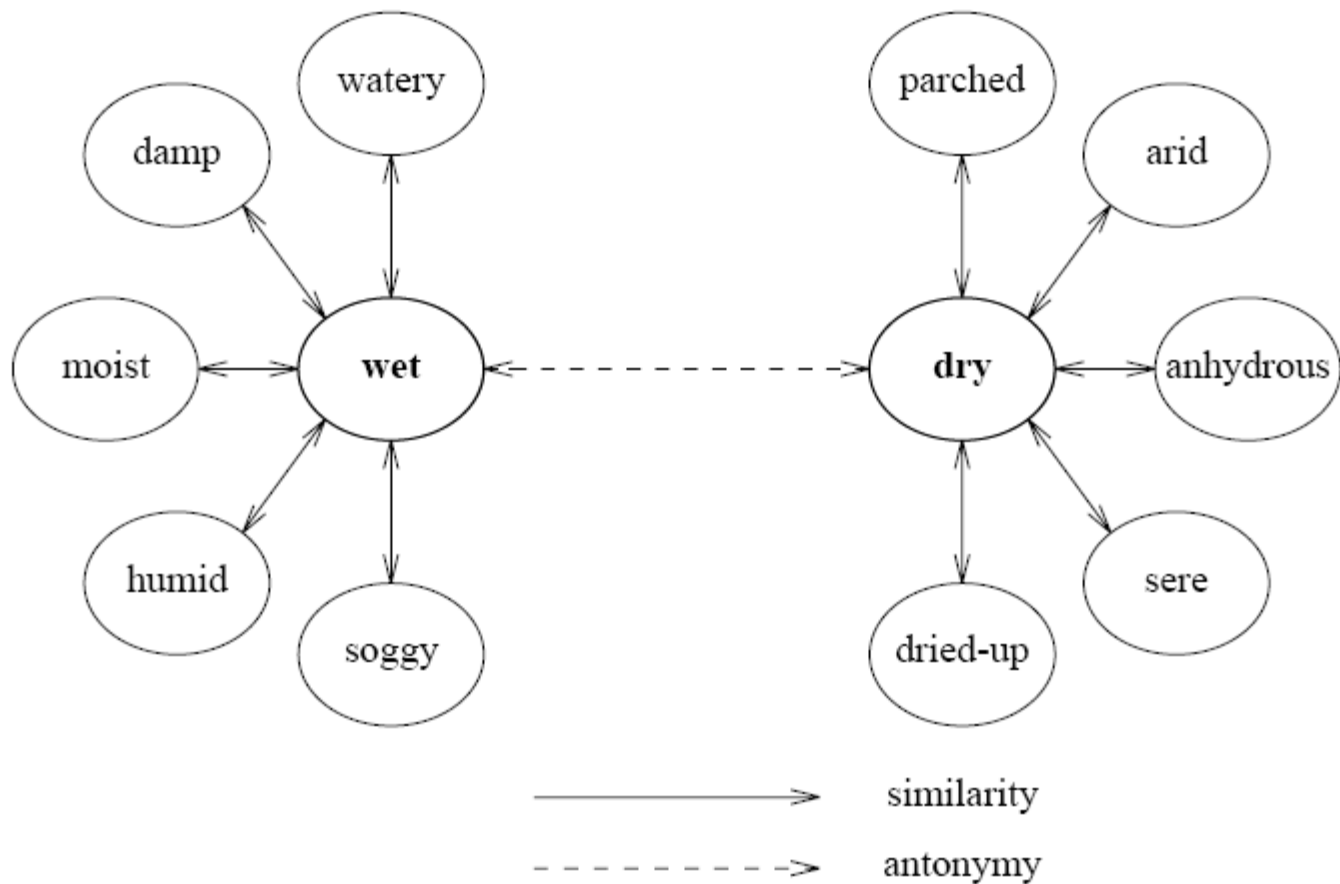 watery
parched
damp
arid
moist
wet
dry
anhydrous
humid
sere
soggy
dried-up
similarity
antonymy